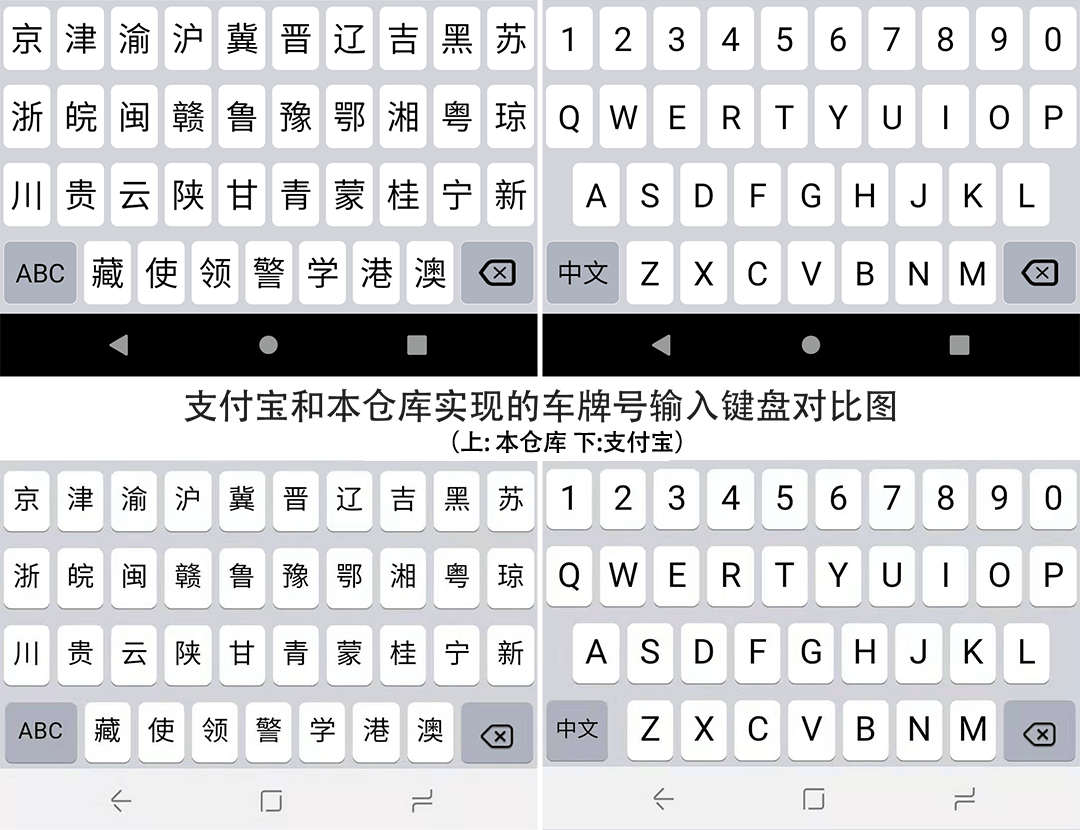 京 津 渝 沪 冀 晋 辽 吉 黑 苏
浙 皖 闽 赣 鲁 豫 鄂 湘 粤 琼
川 贵 云 陕 甘 青 蒙 桂 宁 新
ABC 藏 使 领 警 学 港 澳
1 2 3 4 5 6 7 8 9 0
Q W E R T Y U I O P
A S D F G H J K L
中文 Z X C V B N M
支付宝和本仓库实现的车牌号输入键盘对比图
（上: 本仓库 下:支付宝）
京 津 渝 沪 冀 晋 辽 吉 黑 苏
浙 皖 闽 赣 鲁 豫 鄂 湘 粤 琼
川 贵 云 陕 甘 青 蒙 桂 宁 新
ABC 藏 使 领 警 学 港 澳
1 2 3 4 5 6 7 8 9 0
Q W E R T Y U I O P
A S D F G H J K L
中文 Z X C V B N M